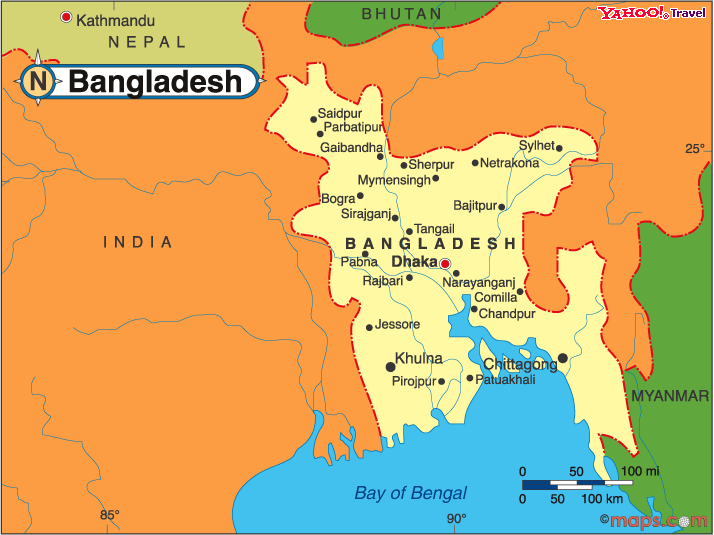 Kathmandu
NEPAL
BHUTAN
YAHOO! Travel
N
Bangladesh
Saidpur
Parbatipur
Gaibandha
Sherpur
Netrakona
Sylhet
25°
Mymensingh
Bogra
Bajitpur
Sirajganj
Tangail
INDIA
BANGLADESH
Pabna
Dhaka
Rajbari
Narayanganj
Comilla
Chandpur
Jessore
Khulna
Chittagong
Pirojpur
Patuakhali
MYANMAR
0 50 100 mi
0 50 100 km
Bay of Bengal
85°
90°
©maps.com